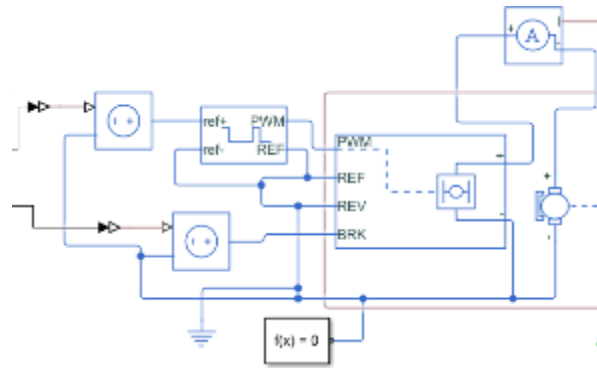 A
ref+ PWM
ref- REF
PWM
REF
REV
BRK
f(x) = 0